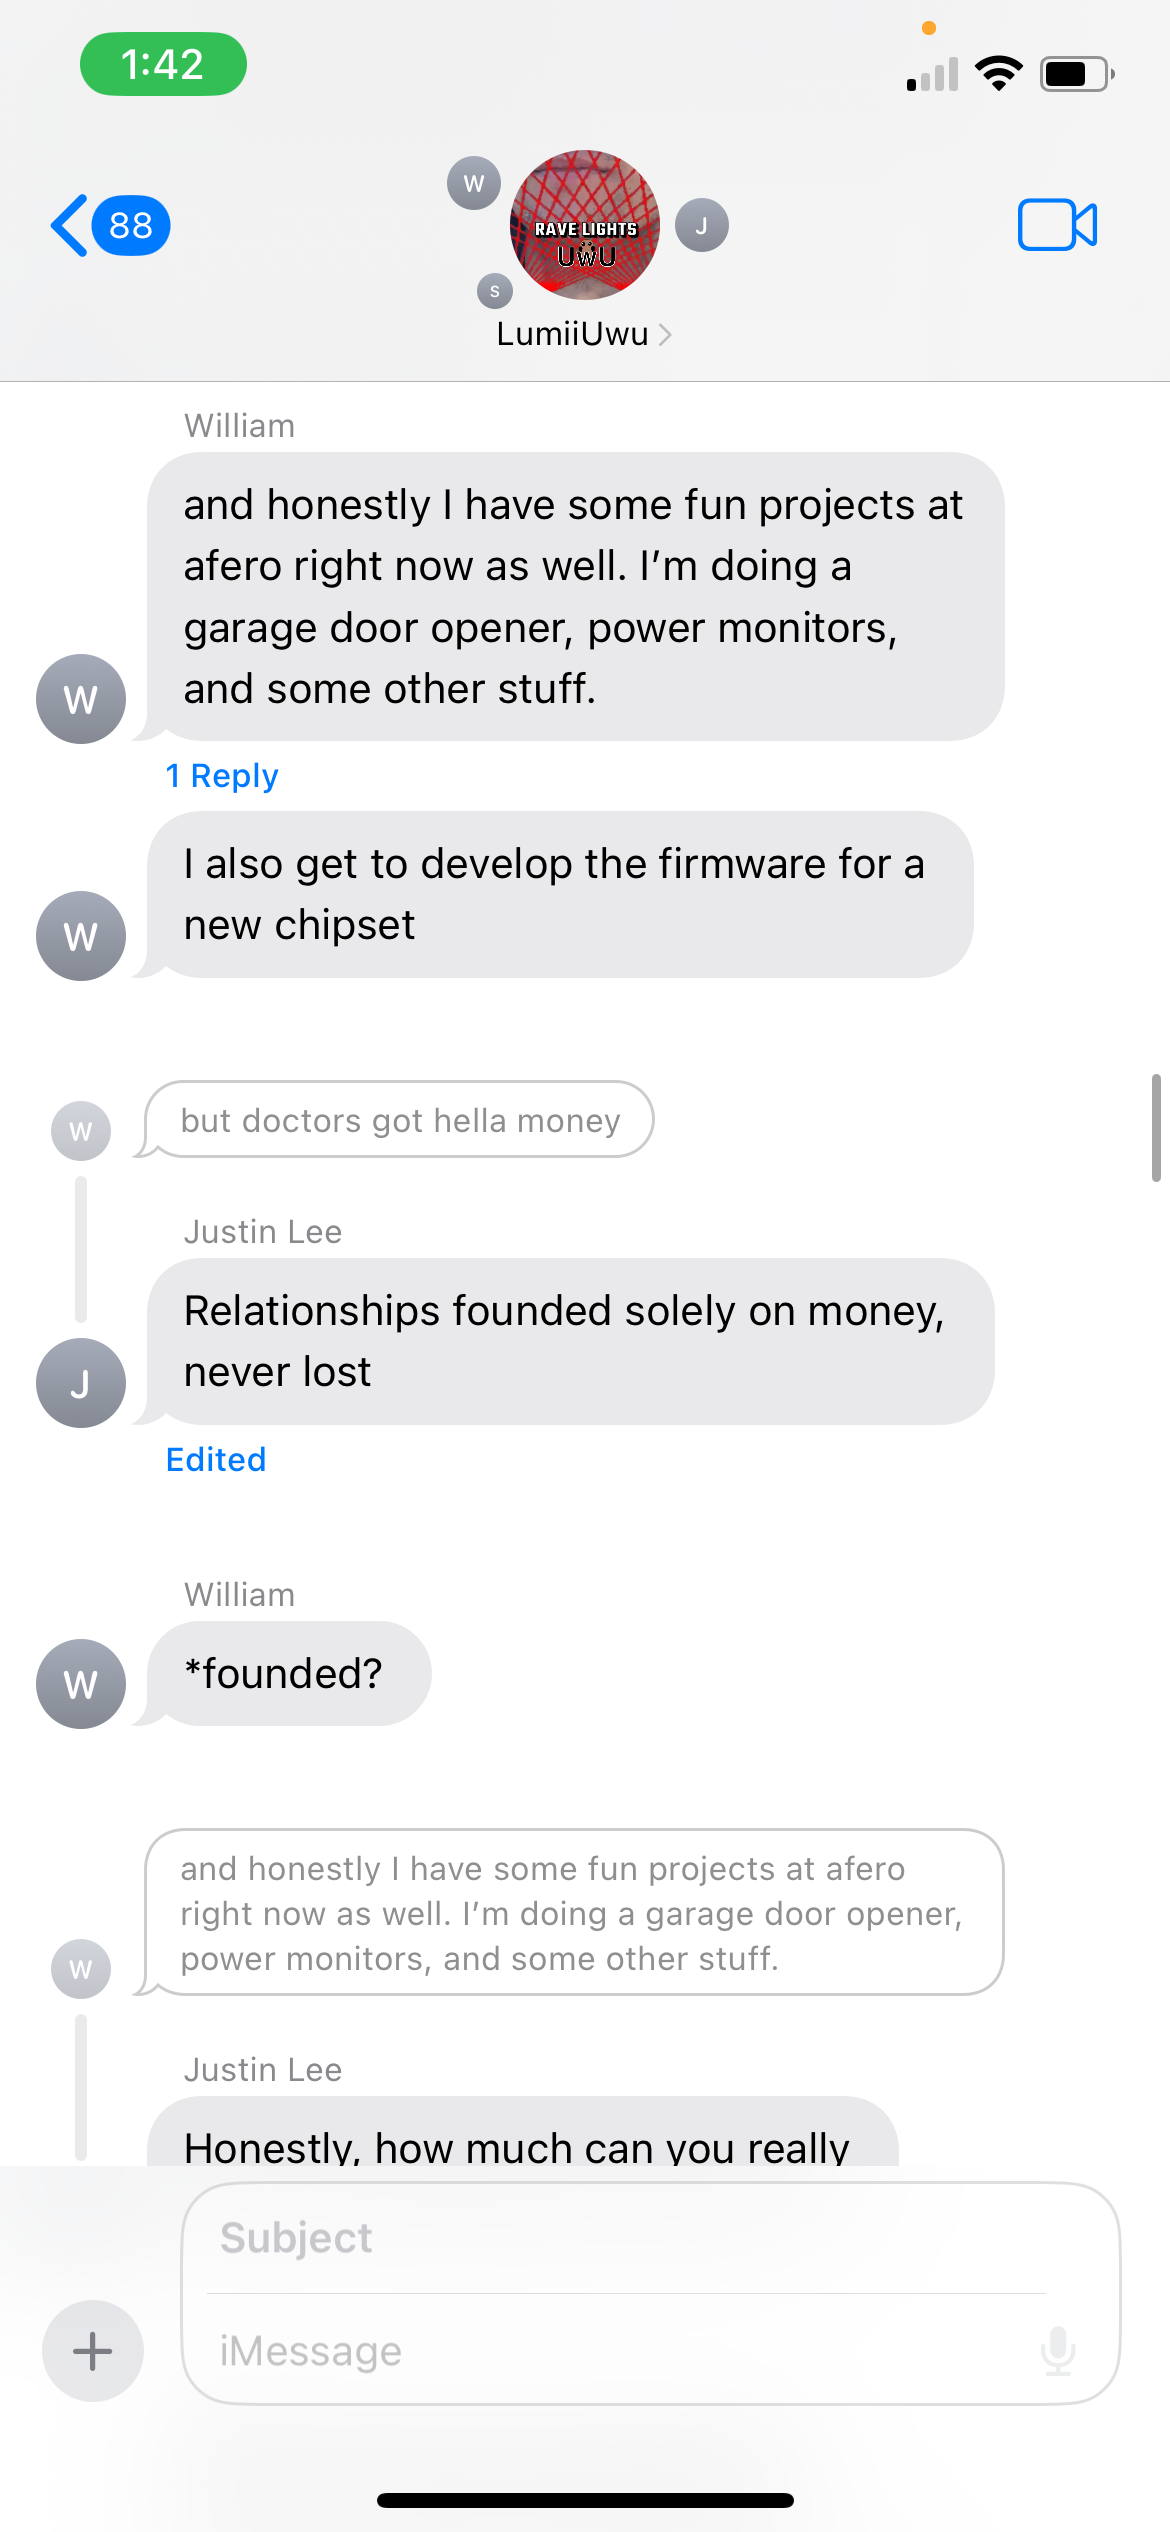 1:42
88
W
RAVE LIGHTS
UWU
J
S
LumiiUwu
William
and honestly I have some fun projects at
afero right now as well. I’m doing a
garage door opener, power monitors,
and some other stuff.
W
1 Reply
I also get to develop the firmware for a
new chipset
W
but doctors got hella money
W
Justin Lee
Relationships founded solely on money,
never lost
J
Edited
William
*founded?
W
and honestly I have some fun projects at afero
right now as well. I’m doing a garage door opener,
power monitors, and some other stuff.
W
Justin Lee
Honestly, how much can you really
Subject
iMessage